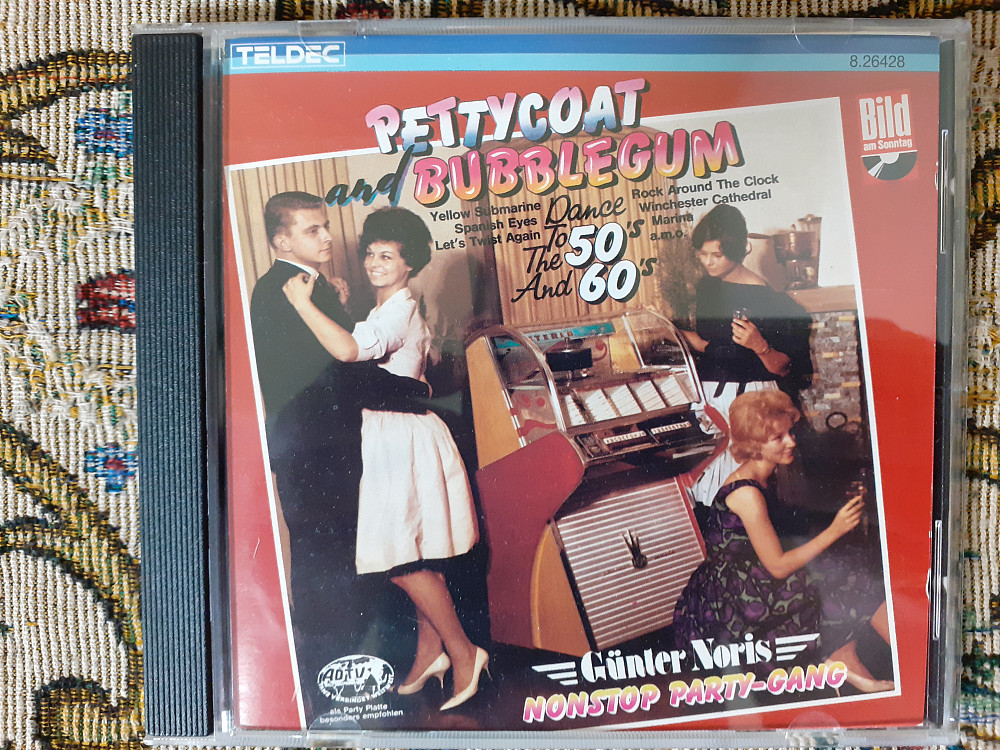 TELDEC
8.26428
Bild
am Sonntag
PETTYCOAT
and BUBBLEGUM
Yellow Submarine
Spanish Eyes
Let's Twist Again
Dance
To
The 50's
And 60's
Rock Around The Clock
Winchester Cathedral
Marina
a.m.o.
STEREO
ADTV
als Party Platte
besonders empfohlen
Günter Noris
NONSTOP PARTY-GANG